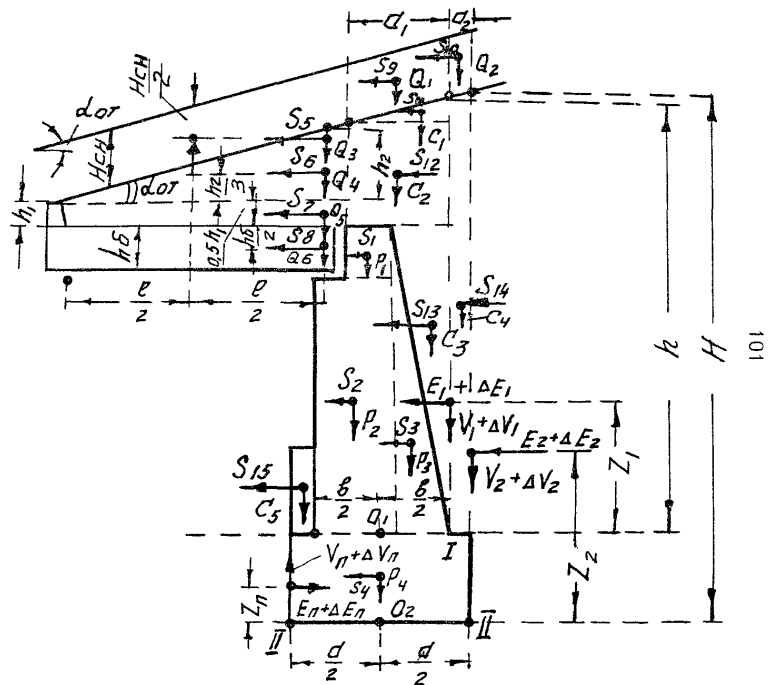 a₁ a₂
S₁₀
Hсн/2
S₉ Q₁ Q₂
αот
Hсн
S₅
C₁
S₆ Q₃ h₂ S₁₂
Q₄ C₂
αот h₂/3
h₁
S₇ Q₅
0,5h₁
hб hб/2 S₈ Q₆
S₁ P₁
l/2 l/2
S₁₄
C₄
S₁₃
C₃
h H
101
S₂ E₁+ΔE₁
P₂ V₁+ΔV₁
S₃ E₂+ΔE₂
P₃ V₂+ΔV₂
Z₁
S₁₅
C₅
в/2 в/2
O₁
I
Z₂
Vп+ΔVп
S₄ P₄
Zп
Eп+ΔEп O₂
II II
d/2 d/2